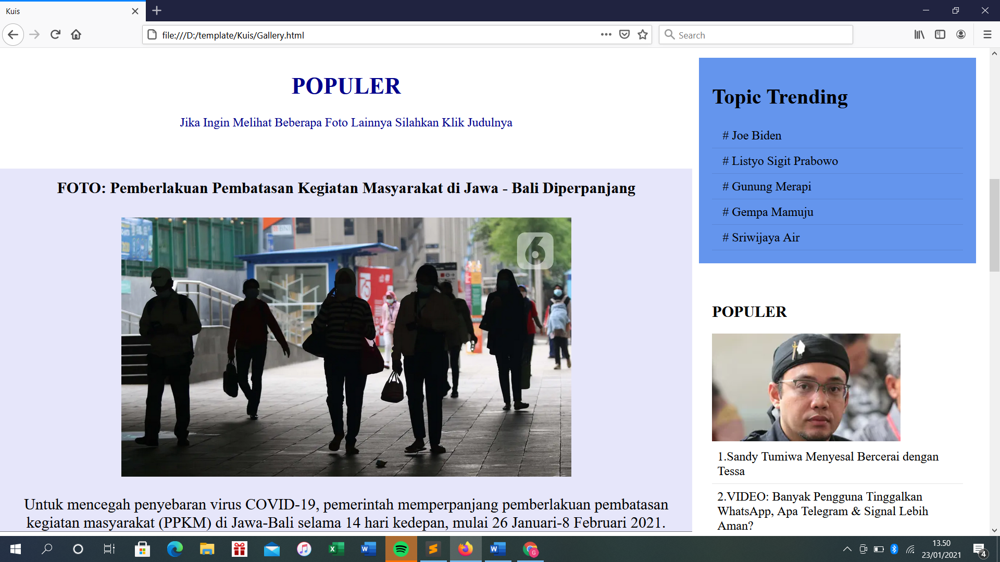 Kuis
file:///D:/template/Kuis/Gallery.html
Search
POPULER
Jika Ingin Melihat Beberapa Foto Lainnya Silahkan Klik Judulnya
FOTO: Pemberlakuan Pembatasan Kegiatan Masyarakat di Jawa - Bali Diperpanjang
BNI
6
Untuk mencegah penyebaran virus COVID-19, pemerintah memperpanjang pemberlakuan pembatasan
kegiatan masyarakat (PPKM) di Jawa-Bali selama 14 hari kedepan, mulai 26 Januari-8 Februari 2021.
Topic Trending
# Joe Biden
# Listyo Sigit Prabowo
# Gunung Merapi
# Gempa Mamuju
# Sriwijaya Air
POPULER
1.Sandy Tumiwa Menyesal Bercerai dengan
Tessa
2.VIDEO: Banyak Pengguna Tinggalkan
WhatsApp, Apa Telegram & Signal Lebih
Aman?
13.50
23/01/2021
4